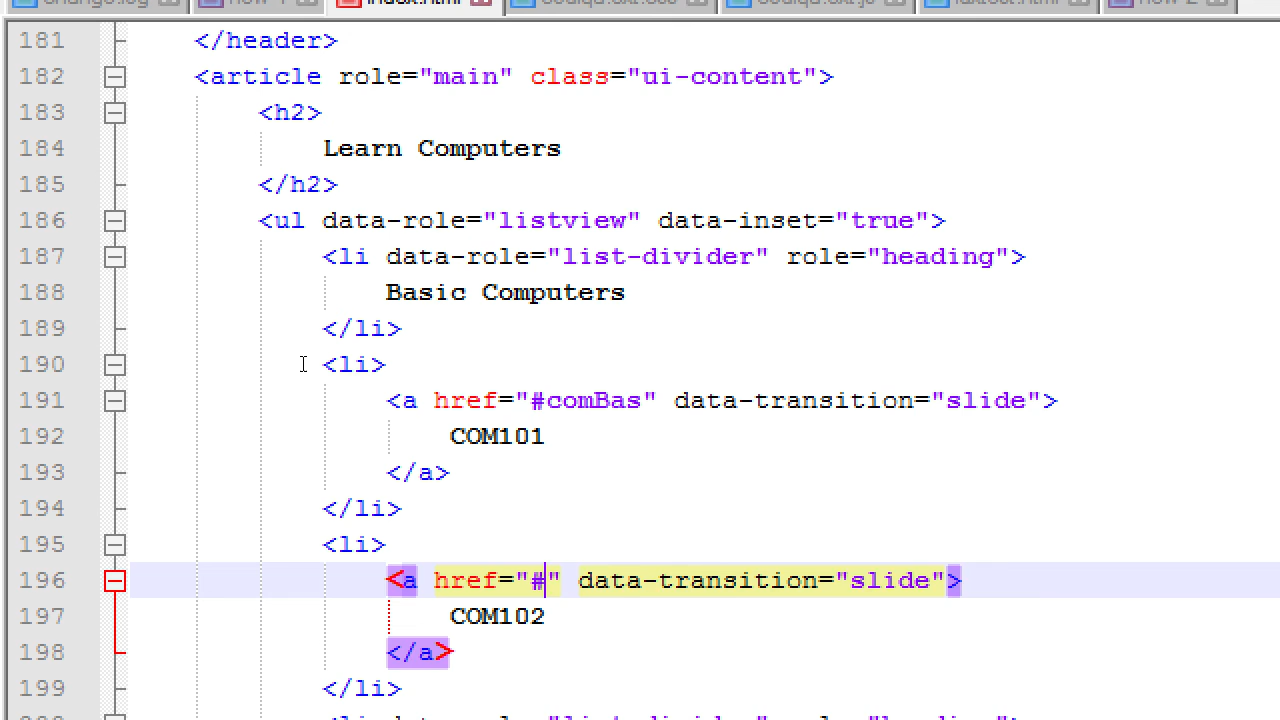 181 </header>
182 <article role="main" class="ui-content">
183 <h2>
184 Learn Computers
185 </h2>
186 <ul data-role="listview" data-inset="true">
187 <li data-role="list-divider" role="heading">
188 Basic Computers
189 </li>
190 <li>
191 <a href="#comBas" data-transition="slide">
192 COM101
193 </a>
194 </li>
195 <li>
196 <a href="#" data-transition="slide">
197 COM102
198 </a>
199 </li>